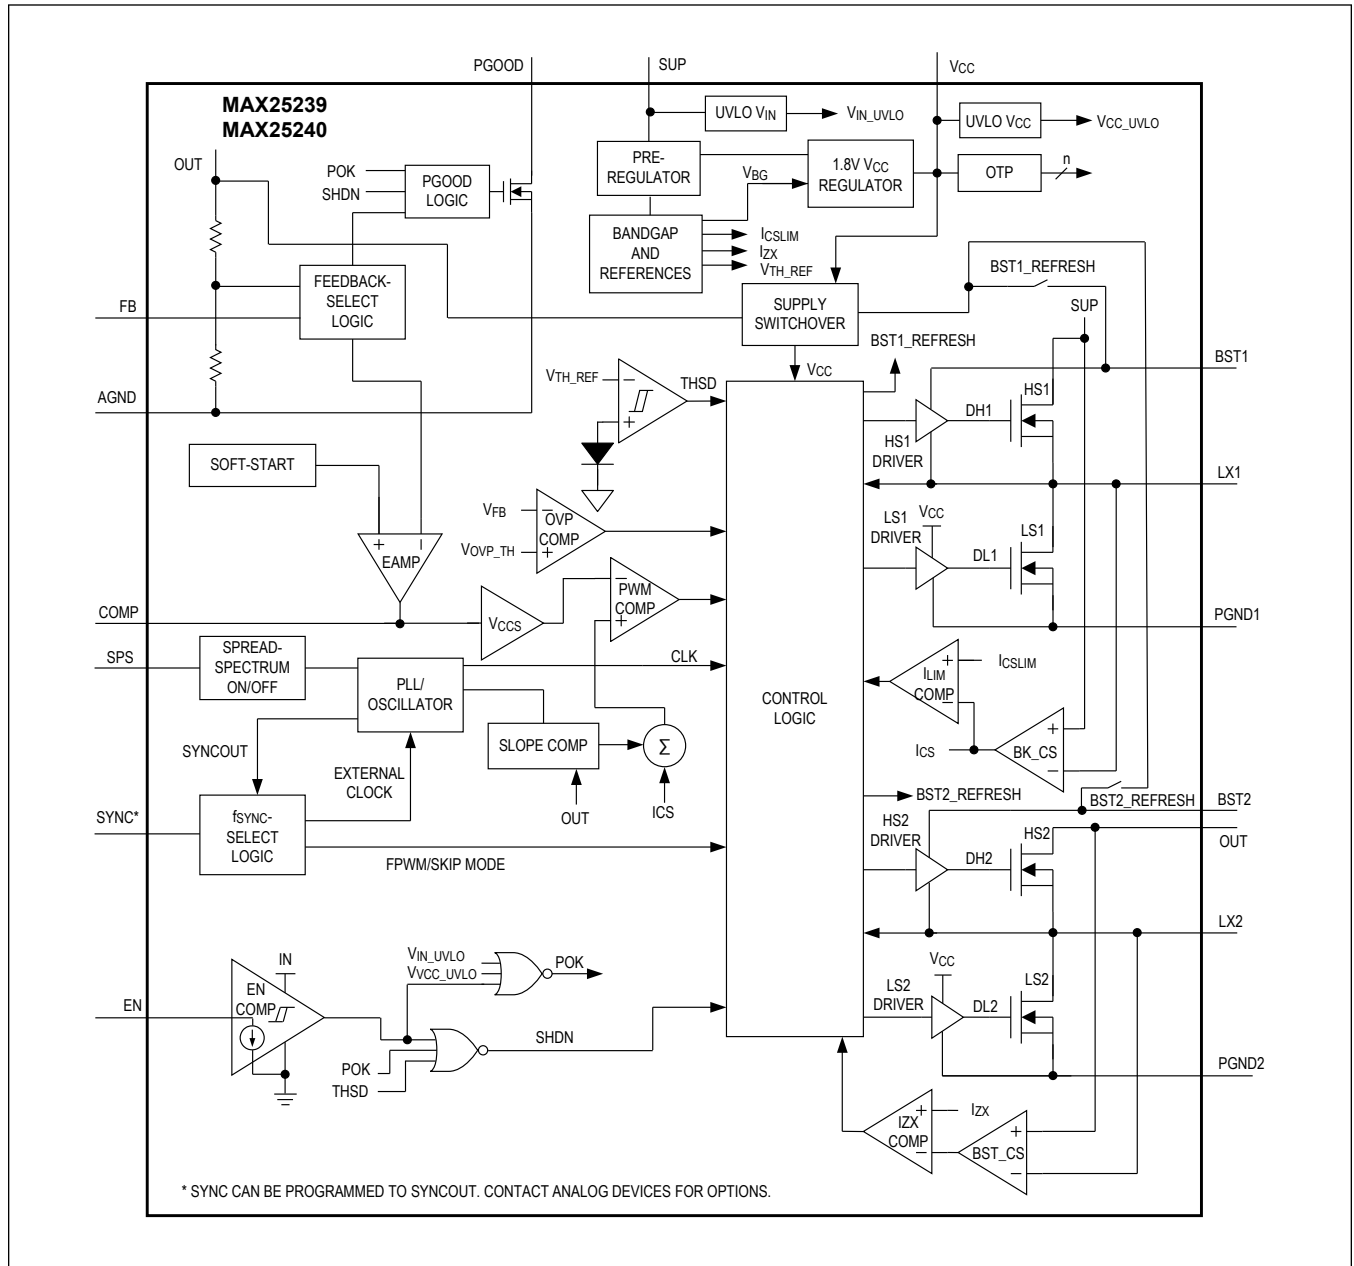 PGOOD
SUP
VCC
MAX25239
MAX25240
OUT
POK
SHDN
PGOOD
LOGIC
UVLO VIN
VIN_UVLO
UVLO VCC
VCC_UVLO
PRE-
REGULATOR
VBG
1.8V VCC
REGULATOR
OTP
n
BANDGAP
AND
REFERENCES
ICSLIM
IZX
VTH_REF
FEEDBACK-
SELECT
LOGIC
FB
SUPPLY
SWITCHOVER
BST1_REFRESH
SUP
BST1_REFRESH
BST1
VCC
VTH_REF
−
+
THSD
AGND
HS1
DH1
HS1
DRIVER
SOFT-START
LX1
VFB
VOVP_TH
−
+
OVP
COMP
LS1
DRIVER
VCC
LS1
DL1
+
−
EAMP
COMP
VCCS
−
+
PWM
COMP
PGND1
SPS
SPREAD-
SPECTRUM
ON/OFF
PLL/
OSCILLATOR
CLK
CONTROL
LOGIC
+
−
ILIM
COMP
ICSLIM
SYNCOUT
EXTERNAL
CLOCK
SLOPE COMP
Σ
ICS
+
−
BK_CS
OUT
ICS
BST2_REFRESH
BST2_REFRESH
BST2
SYNC*
fSYNC-
SELECT
LOGIC
FPWM/SKIP MODE
HS2
DRIVER
DH2
HS2
OUT
LX2
IN
EN
EN
COMP
VIN_UVLO
VVCC_UVLO
POK
LS2
DRIVER
VCC
DL2
LS2
SHDN
POK
THSD
PGND2
IZX
COMP
+
−
IZX
+
−
BST_CS
* SYNC CAN BE PROGRAMMED TO SYNCOUT. CONTACT ANALOG DEVICES FOR OPTIONS.